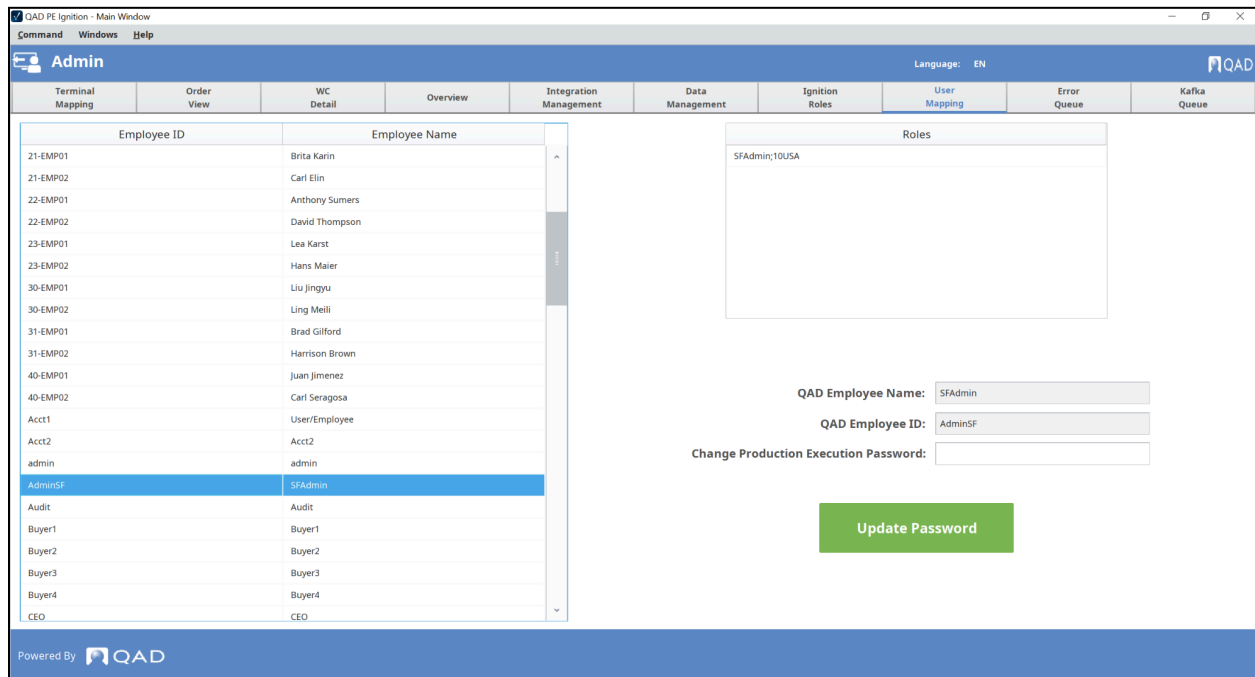 QAD PE Ignition - Main Window
Command Windows Help
Admin
Language: EN
QAD
Terminal Mapping
Order View
WC Detail
Overview
Integration Management
Data Management
Ignition Roles
User Mapping
Error Queue
Kafka Queue
Employee ID Employee Name
21-EMP01 Brita Karin
21-EMP02 Carl Elin
22-EMP01 Anthony Sumers
22-EMP02 David Thompson
23-EMP01 Lea Karst
23-EMP02 Hans Maier
30-EMP01 Liu Jingyu
30-EMP02 Ling Meili
31-EMP01 Brad Gilford
31-EMP02 Harrison Brown
40-EMP01 Juan Jimenez
40-EMP02 Carl Seragosa
Acct1 User/Employee
Acct2 Acct2
admin admin
AdminSF SFAdmin
Audit Audit
Buyer1 Buyer1
Buyer2 Buyer2
Buyer3 Buyer3
Buyer4 Buyer4
CEO CEO
Roles
SFAdmin;10USA
QAD Employee Name: SFAdmin
QAD Employee ID: AdminSF
Change Production Execution Password:
Update Password
Powered By QAD